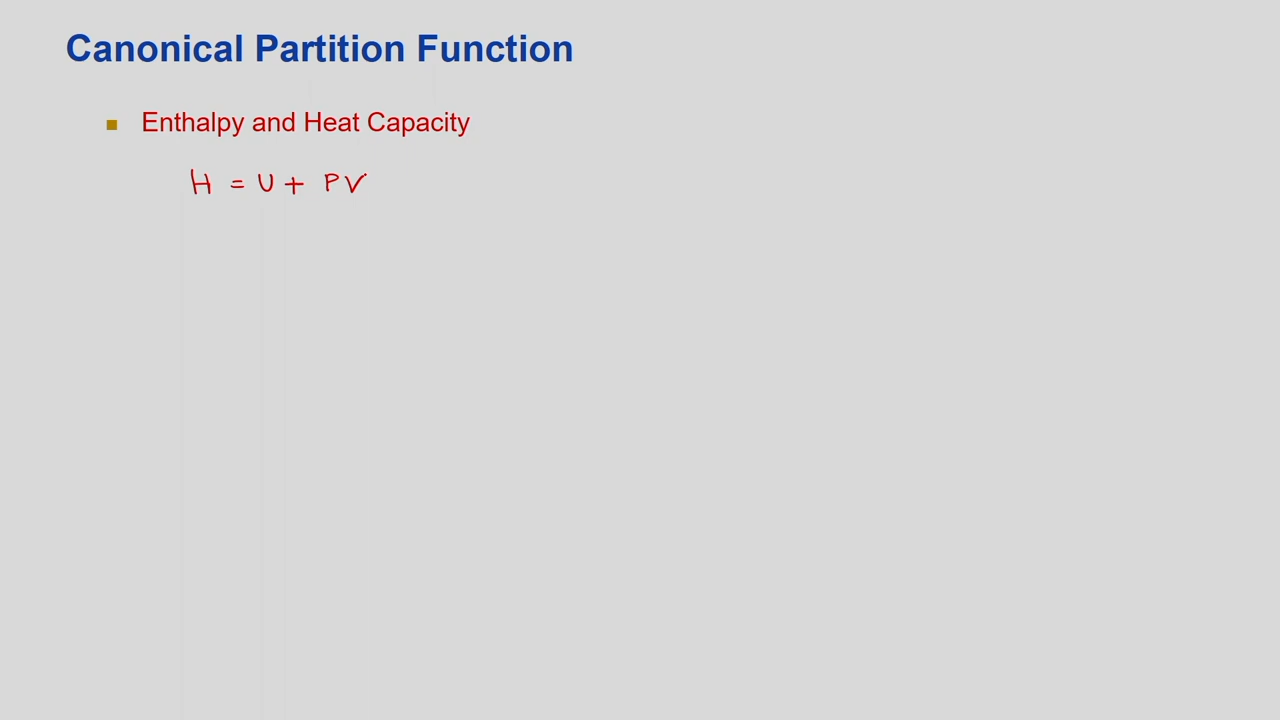 Canonical Partition Function
Enthalpy and Heat Capacity
H = U + PV